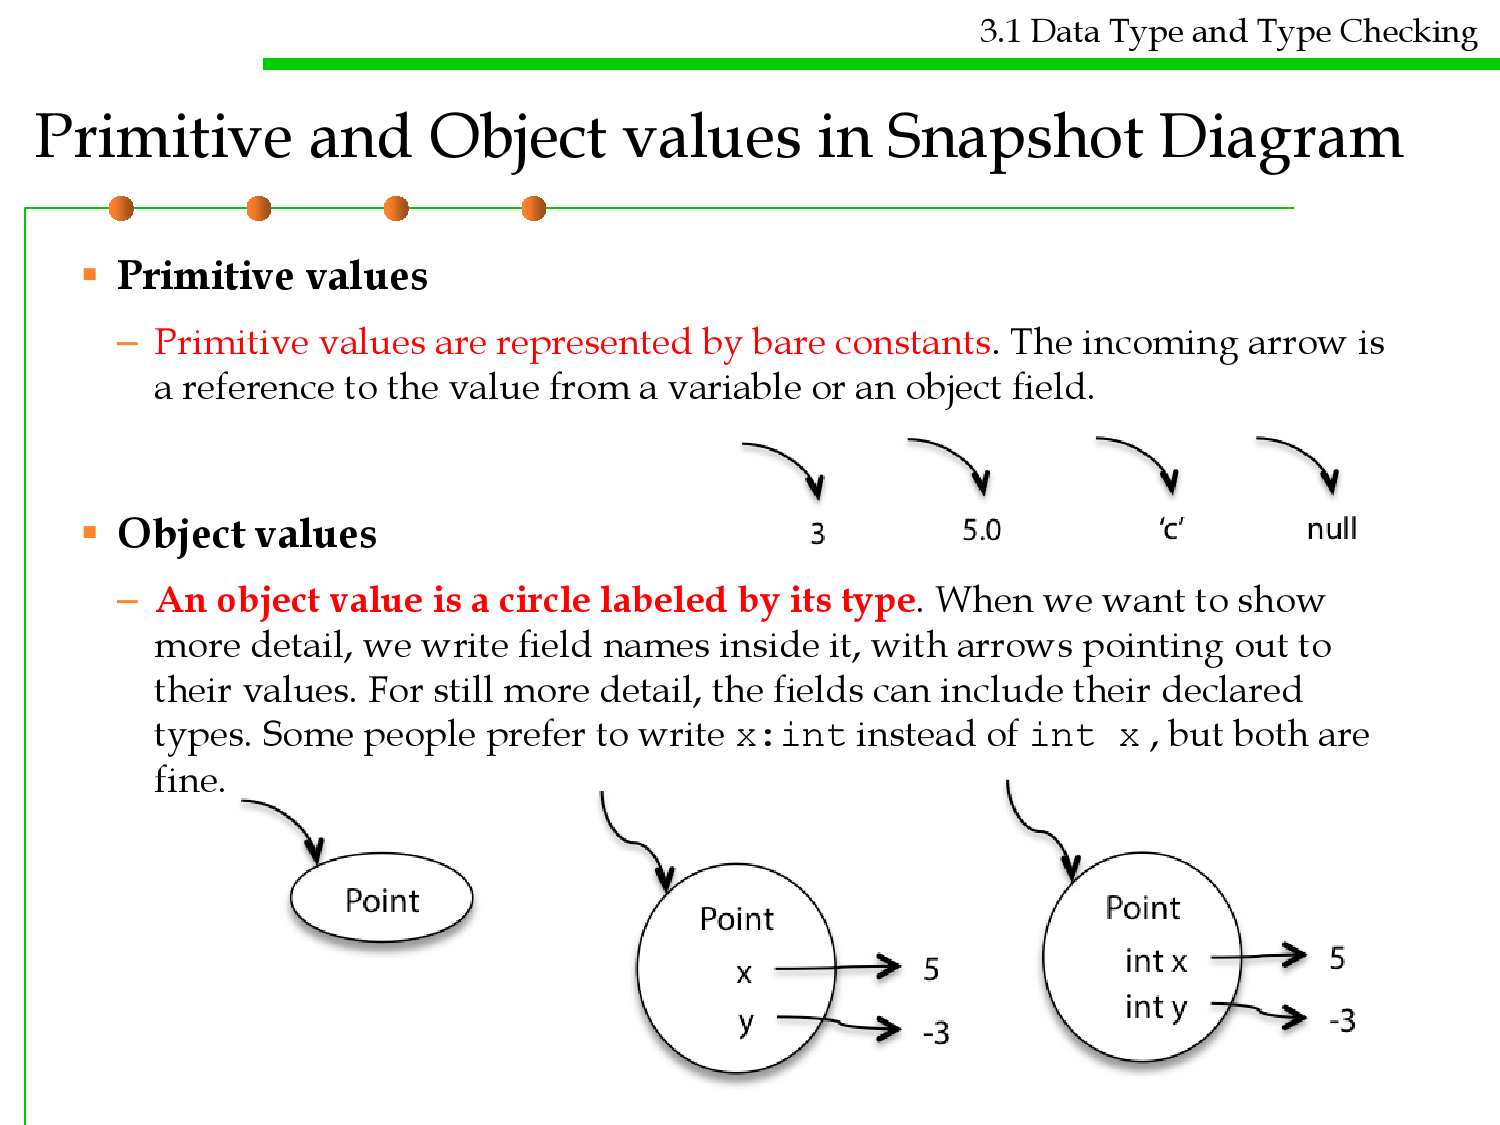 3.1 Data Type and Type Checking
Primitive and Object values in Snapshot Diagram
▪ Primitive values
– Primitive values are represented by bare constants. The incoming arrow is
a reference to the value from a variable or an object field.
3 5.0 ‘c’ null
▪ Object values
– An object value is a circle labeled by its type. When we want to show
more detail, we write field names inside it, with arrows pointing out to
their values. For still more detail, the fields can include their declared
types. Some people prefer to write x:int instead of int x , but both are
fine.
Point
Point
x 5
y -3
Point
int x 5
int y -3